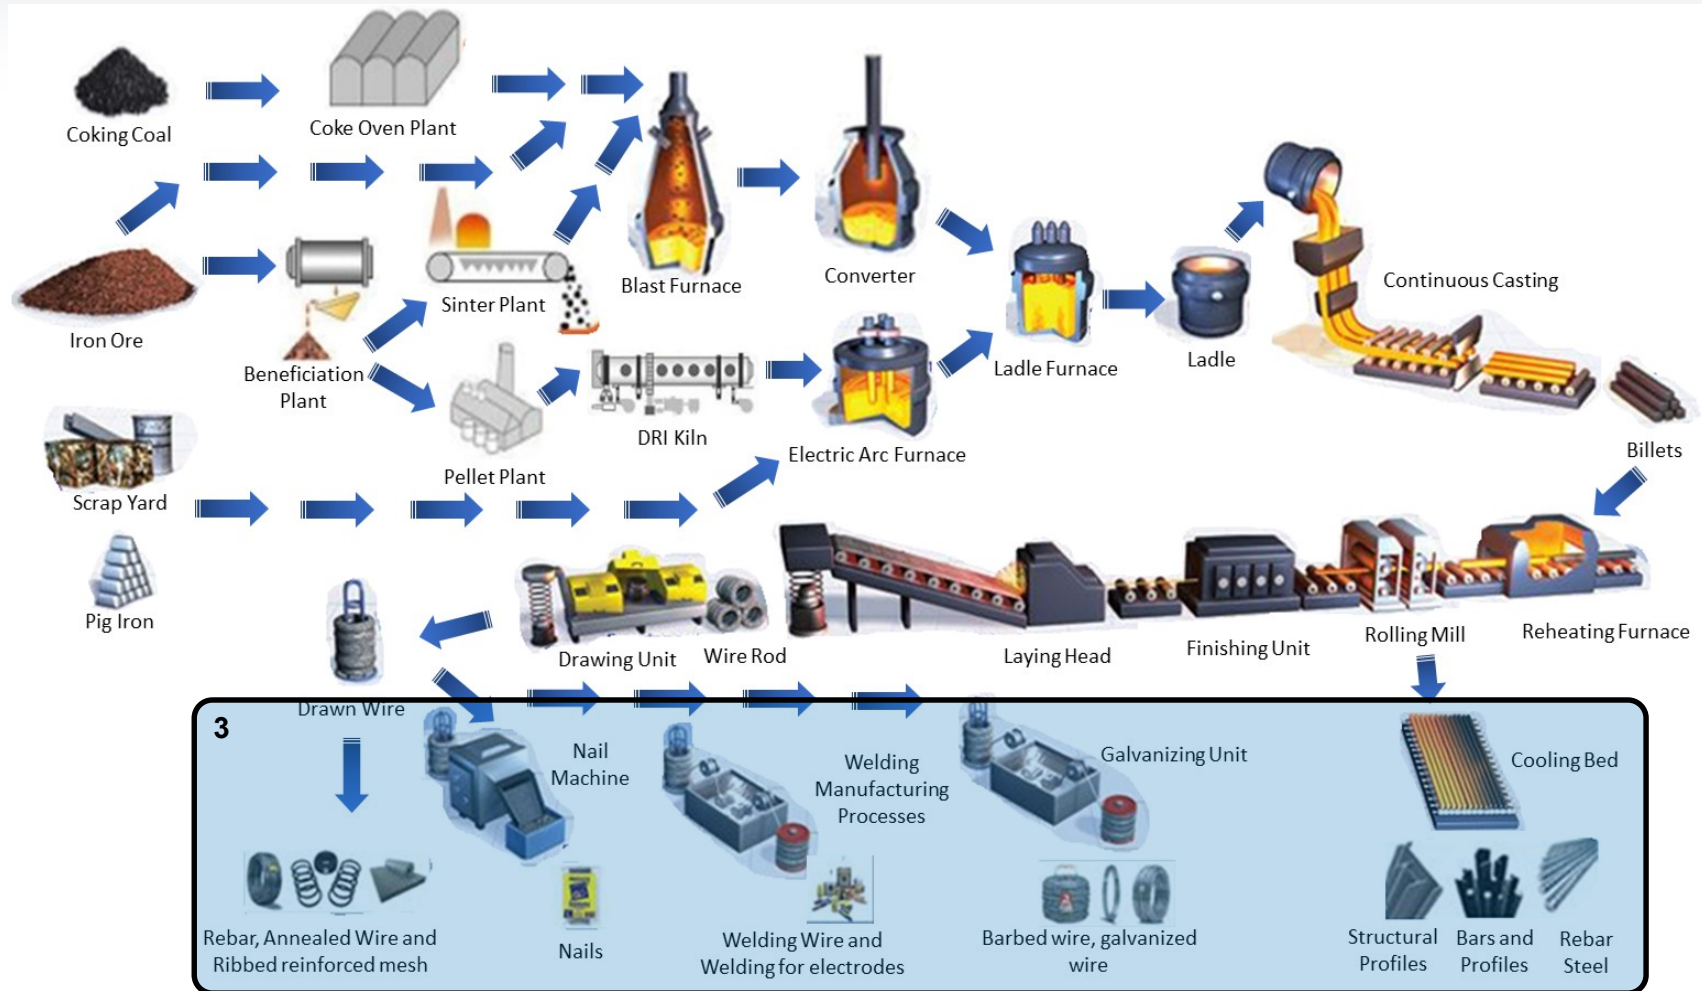 Coking Coal
Coke Oven Plant
Iron Ore
Beneficiation
Plant
Sinter Plant
Pellet Plant
DRI Kiln
Blast Furnace
Converter
Electric Arc Furnace
Ladle Furnace
Ladle
Continuous Casting
Billets
Scrap Yard
Pig Iron
Drawing Unit
Wire Rod
Laying Head
Finishing Unit
Rolling Mill
Reheating Furnace
Drawn Wire
3
Nail
Machine
Welding
Manufacturing
Processes
Galvanizing Unit
Cooling Bed
Rebar, Annealed Wire and
Ribbed reinforced mesh
Nails
Welding Wire and
Welding for electrodes
Barbed wire, galvanized
wire
Structural
Profiles
Bars and
Profiles
Rebar
Steel